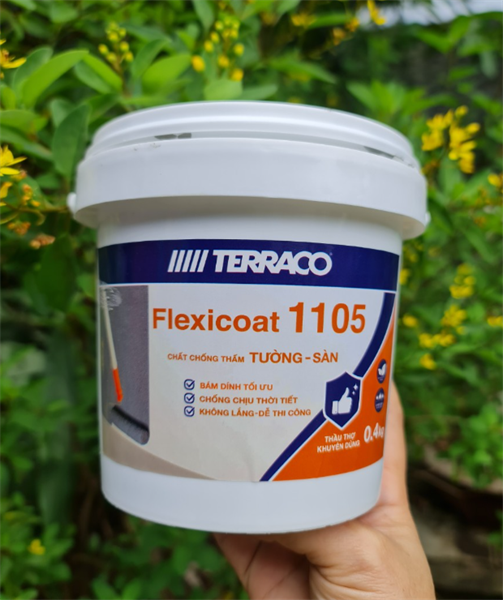 TERRACO
Flexicoat 1105
CHẤT CHỐNG THẤM TƯỜNG - SÀN
BÁM DÍNH TỐI ƯU
CHỐNG CHỊU THỜI TIẾT
KHÔNG LẮNG - DỄ THI CÔNG
THẦU THỢ
KHUYÊN DÙNG
0.4kg